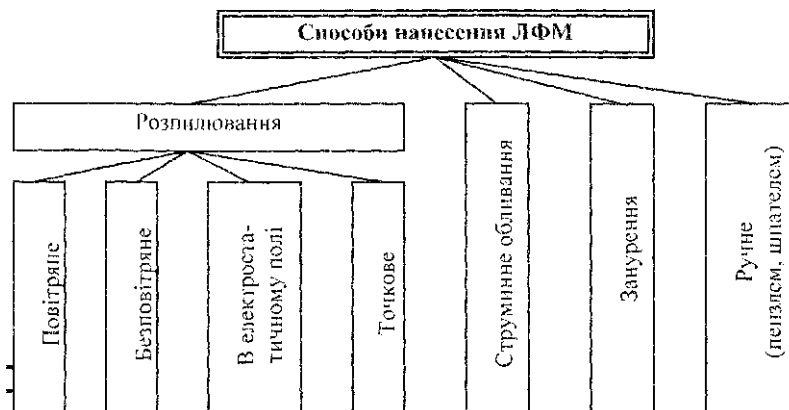 Способи нанесення ЛФМ
Розпилювання
Повітряне
Безповітряне
В електроста-
тичному полі
Точкове
Струминне обливання
Занурення
Ручне
(пензлем, шпателем)